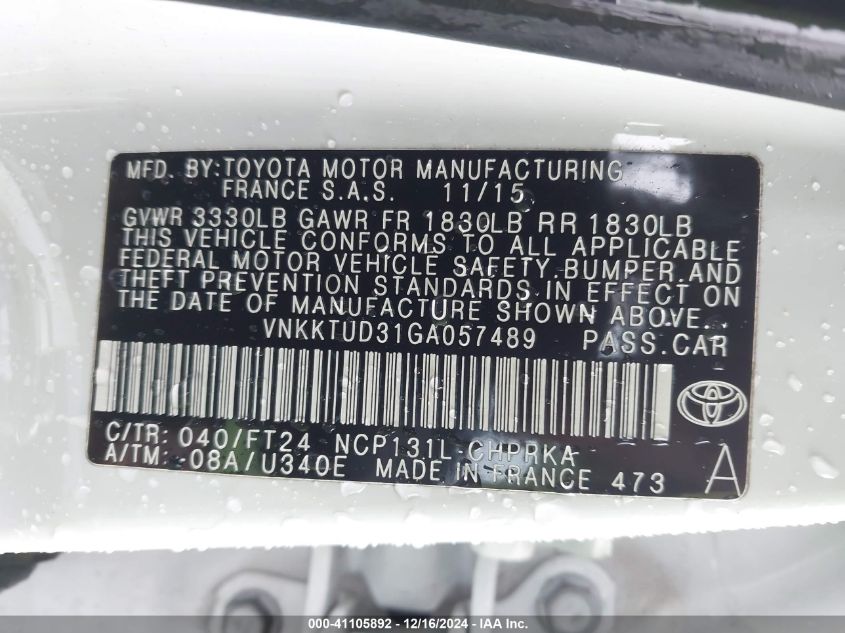 MFD. BY:TOYOTA MOTOR MANUFACTURING
FRANCE S.A.S. 11/15
GVWR 3330LB GAWR FR 1830LB RR 1830LB
THIS VEHICLE CONFORMS TO ALL APPLICABLE
FEDERAL MOTOR VEHICLE SAFETY,BUMPER,AND
THEFT PREVENTION STANDARDS IN EFFECT ON
THE DATE OF MANUFACTURE SHOWN ABOVE.
VNKKTUD31GA057489 PASS.CAR
C/TR: 040/FT24 NCP131L-CHPRKA
A/TM: -08A/U340E MADE IN FRANCE 473 A
000-41105892 - 12/16/2024 - IAAI.com